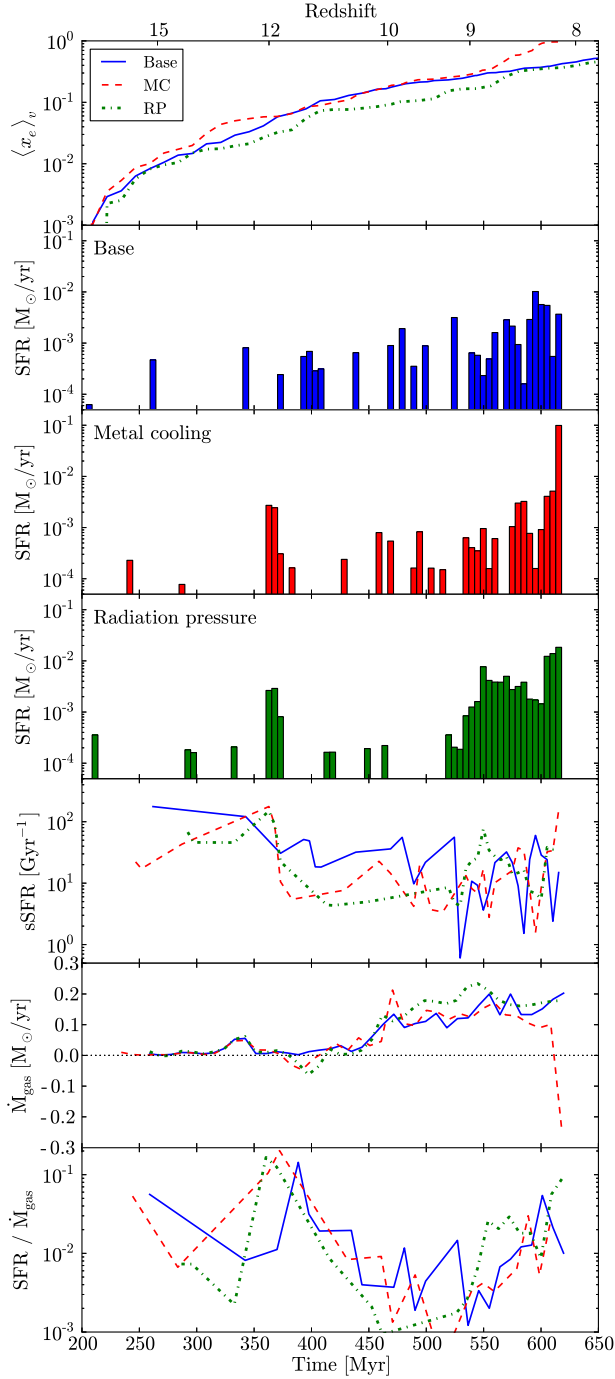 Redshift
15 12 10 9 8
10^0
10^-1
10^-2
10^-3
⟨x_e⟩_v
Base
MC
RP
Base
10^-1
10^-2
10^-3
10^-4
SFR [M_⊙/yr]
Metal cooling
10^-1
10^-2
10^-3
10^-4
SFR [M_⊙/yr]
Radiation pressure
10^-1
10^-2
10^-3
10^-4
SFR [M_⊙/yr]
10^2
10^1
10^0
sSFR [Gyr^-1]
0.3
0.2
0.1
0.0
-0.1
-0.2
-0.3
Ṁ_gas [M_⊙/yr]
10^-1
10^-2
10^-3
SFR / Ṁ_gas
200 250 300 350 400 450 500 550 600 650
Time [Myr]